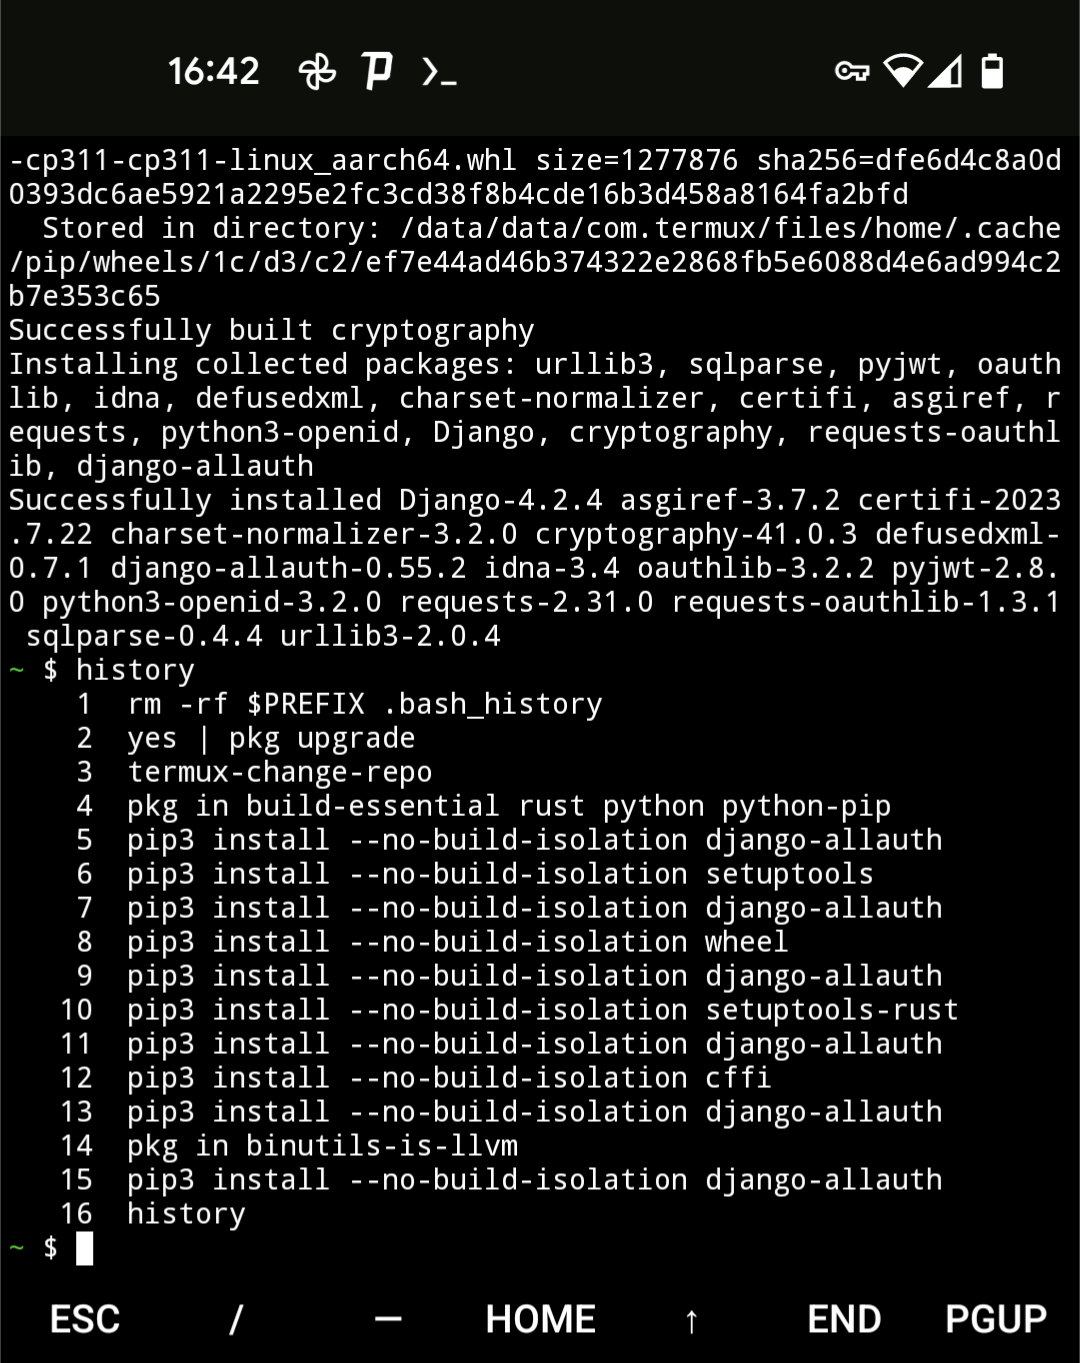 16:42
-cp311-cp311-linux_aarch64.whl size=1277876 sha256=dfe6d4c8a0d
0393dc6ae5921a2295e2fc3cd38f8b4cde16b3d458a8164fa2bfd
  Stored in directory: /data/data/com.termux/files/home/.cache
/pip/wheels/1c/d3/c2/ef7e44ad46b374322e2868fb5e6088d4e6ad994c2
b7e353c65
Successfully built cryptography
Installing collected packages: urllib3, sqlparse, pyjwt, oauth
lib, idna, defusedxml, charset-normalizer, certifi, asgiref, r
equests, python3-openid, Django, cryptography, requests-oauthl
ib, django-allauth
Successfully installed Django-4.2.4 asgiref-3.7.2 certifi-2023
.7.22 charset-normalizer-3.2.0 cryptography-41.0.3 defusedxml-
0.7.1 django-allauth-0.55.2 idna-3.4 oauthlib-3.2.2 pyjwt-2.8.
0 python3-openid-3.2.0 requests-2.31.0 requests-oauthlib-1.3.1
 sqlparse-0.4.4 urllib3-2.0.4
~ $ history
    1  rm -rf $PREFIX .bash_history
    2  yes | pkg upgrade
    3  termux-change-repo
    4  pkg in build-essential rust python python-pip
    5  pip3 install --no-build-isolation django-allauth
    6  pip3 install --no-build-isolation setuptools
    7  pip3 install --no-build-isolation django-allauth
    8  pip3 install --no-build-isolation wheel
    9  pip3 install --no-build-isolation django-allauth
   10  pip3 install --no-build-isolation setuptools-rust
   11  pip3 install --no-build-isolation django-allauth
   12  pip3 install --no-build-isolation cffi
   13  pip3 install --no-build-isolation django-allauth
   14  pkg in binutils-is-llvm
   15  pip3 install --no-build-isolation django-allauth
   16  history
~ $
ESC / — HOME ↑ END PGUP